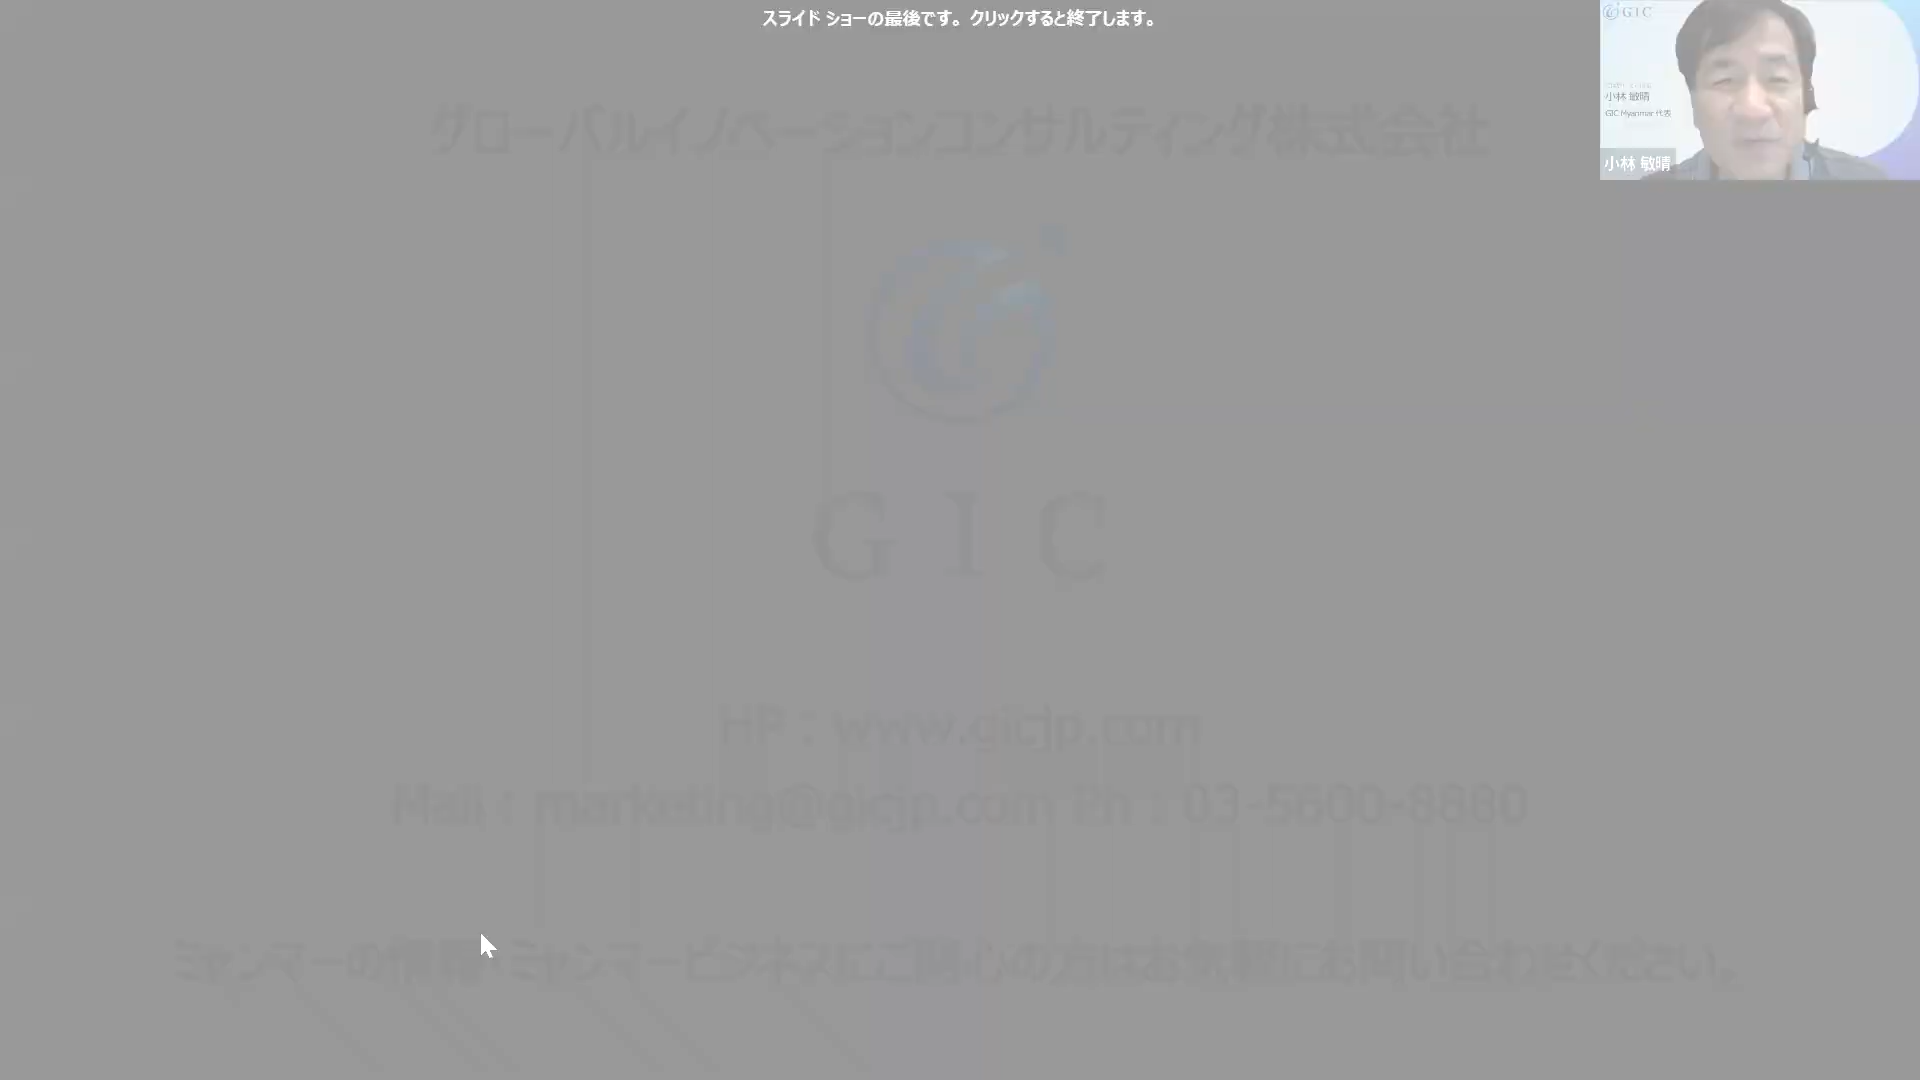 スライド ショーの最後です。クリックすると終了します。
GIC
小林 敏晴
GIC Myanmar 代表
小林 敏晴
グローバルイノベーションコンサルティング株式会社
G I C
HP : www.gicjp.com
Mail : marketing@gicjp.com Ph : 03-5600-8880
ミャンマーの情報・ミャンマービジネスにご関心の方はお気軽にお問い合わせください。